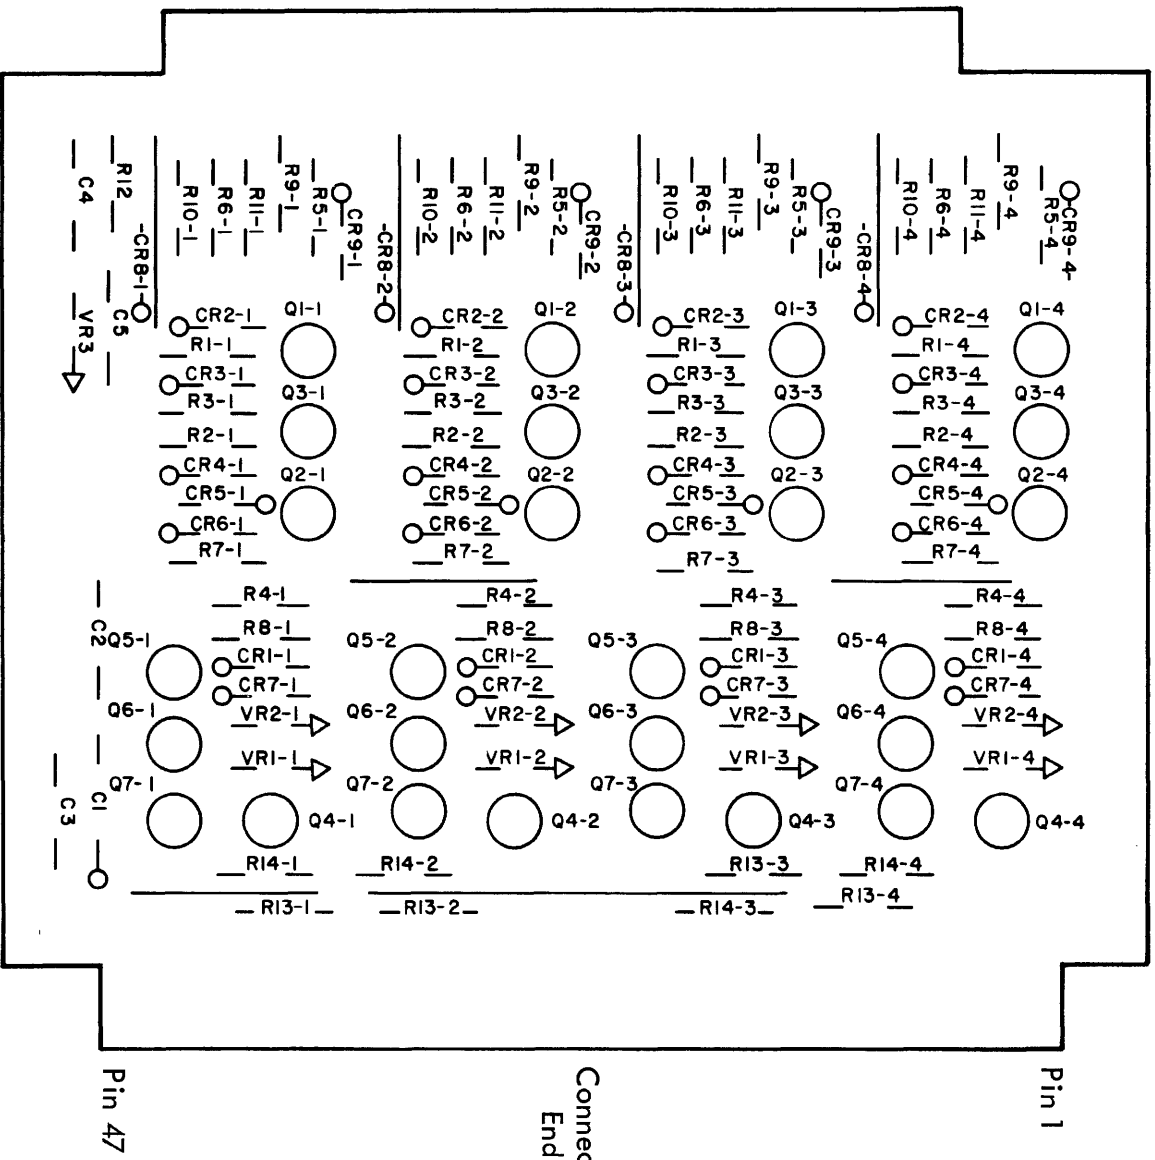 R12
C4
R10-1
R6-1
R11-1
R9-1
R5-1
CR9-1
R10-2
R6-2
R11-2
R9-2
R5-2
CR9-2
R10-3
R6-3
R11-3
R9-3
R5-3
CR9-3
R10-4
R6-4
R11-4
R9-4
R5-4
CR9-4
-CR8-1
-CR8-2
-CR8-3
-CR8-4
VR3
C5
CR2-1
Q1-1
CR2-2
Q1-2
CR2-3
Q1-3
CR2-4
Q1-4
R1-1
R1-2
R1-3
R1-4
CR3-1
CR3-2
CR3-3
CR3-4
Q3-1
Q3-2
Q3-3
Q3-4
R3-1
R3-2
R3-3
R3-4
R2-1
R2-2
R2-3
R2-4
CR4-1
Q2-1
CR4-2
Q2-2
CR4-3
Q2-3
CR4-4
Q2-4
CR5-1
CR5-2
CR5-3
CR5-4
CR6-1
CR6-2
CR6-3
CR6-4
R7-1
R7-2
R7-3
R7-4
R4-1
R4-2
R4-3
R4-4
C2
Q5-1
R8-1
Q5-2
R8-2
Q5-3
R8-3
Q5-4
R8-4
CR1-1
CR1-2
CR1-3
CR1-4
CR7-1
CR7-2
CR7-3
CR7-4
Q6-1
VR2-1
Q6-2
VR2-2
Q6-3
VR2-3
Q6-4
VR2-4
VR1-1
VR1-2
VR1-3
VR1-4
Q7-1
Q7-2
Q7-3
Q7-4
C3
C1
Q4-1
Q4-2
Q4-3
Q4-4
R14-1
R14-2
R13-3
R14-4
R13-1
R13-2
R14-3
R13-4
Pin 47
Connec
End
Pin 1